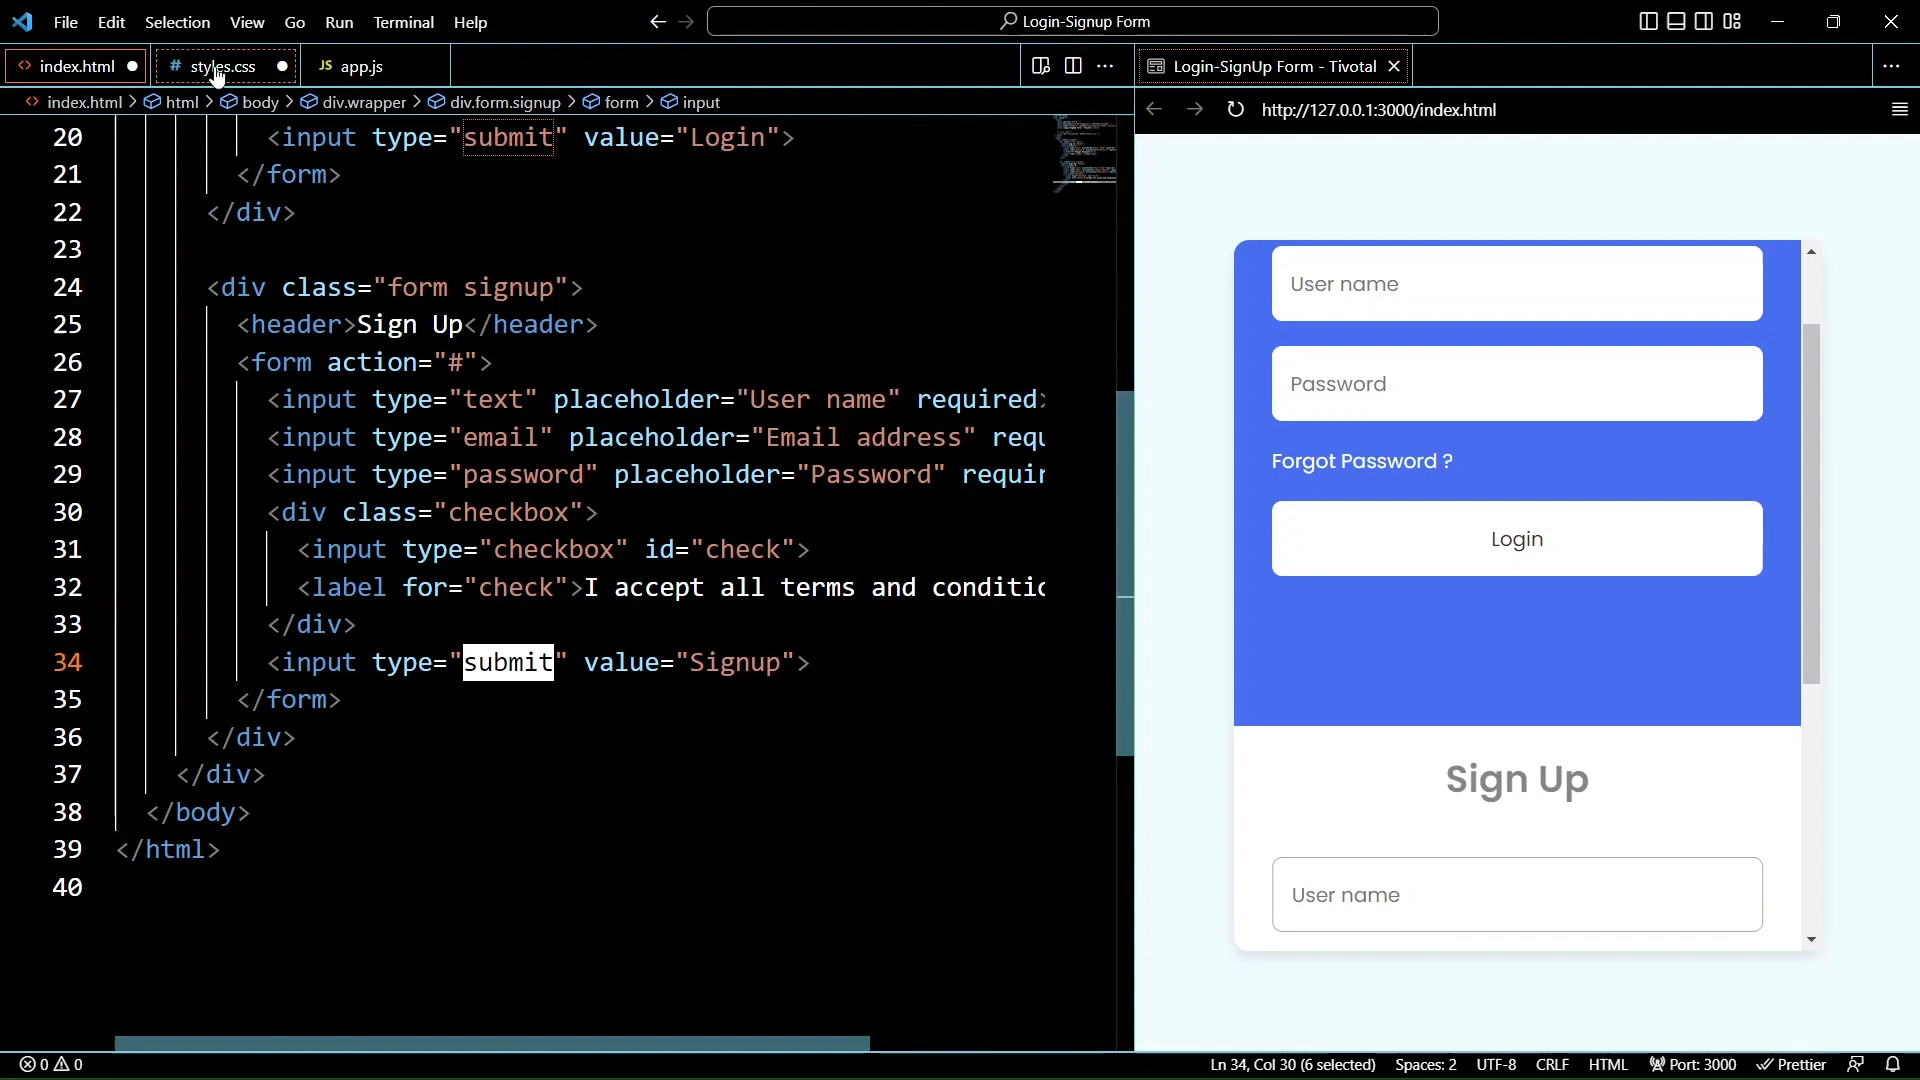 File Edit Selection View Go Run Terminal Help
Login-Signup Form
index.html
# styles.css
JS app.js
Login-SignUp Form - Tivotal
index.html > html > body > div.wrapper > div.form.signup > form > input
http://127.0.0.1:3000/index.html
20 <input type="submit" value="Login">
21 </form>
22 </div>
23
24 <div class="form signup">
25 <header>Sign Up</header>
26 <form action="#">
27 <input type="text" placeholder="User name" required>
28 <input type="email" placeholder="Email address" requ
29 <input type="password" placeholder="Password" requir
30 <div class="checkbox">
31 <input type="checkbox" id="check">
32 <label for="check">I accept all terms and conditic
33 </div>
34 <input type="submit" value="Signup">
35 </form>
36 </div>
37 </div>
38 </body>
39 </html>
40
User name
Password
Forgot Password ?
Login
Sign Up
User name
0 0
Ln 34, Col 30 (6 selected) Spaces: 2 UTF-8 CRLF HTML Port: 3000 Prettier